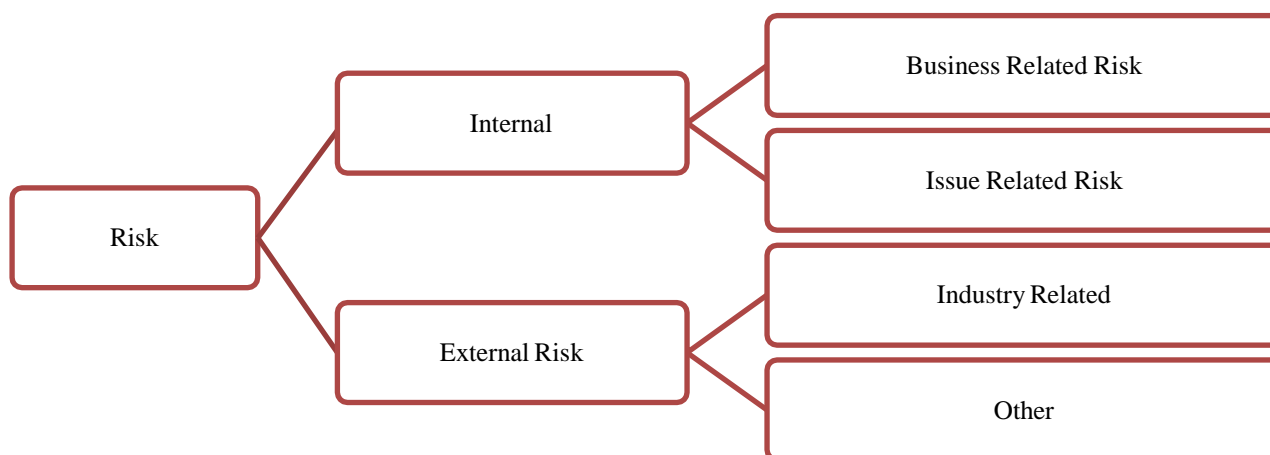 Risk
Internal
Business Related Risk
Issue Related Risk
External Risk
Industry Related
Other